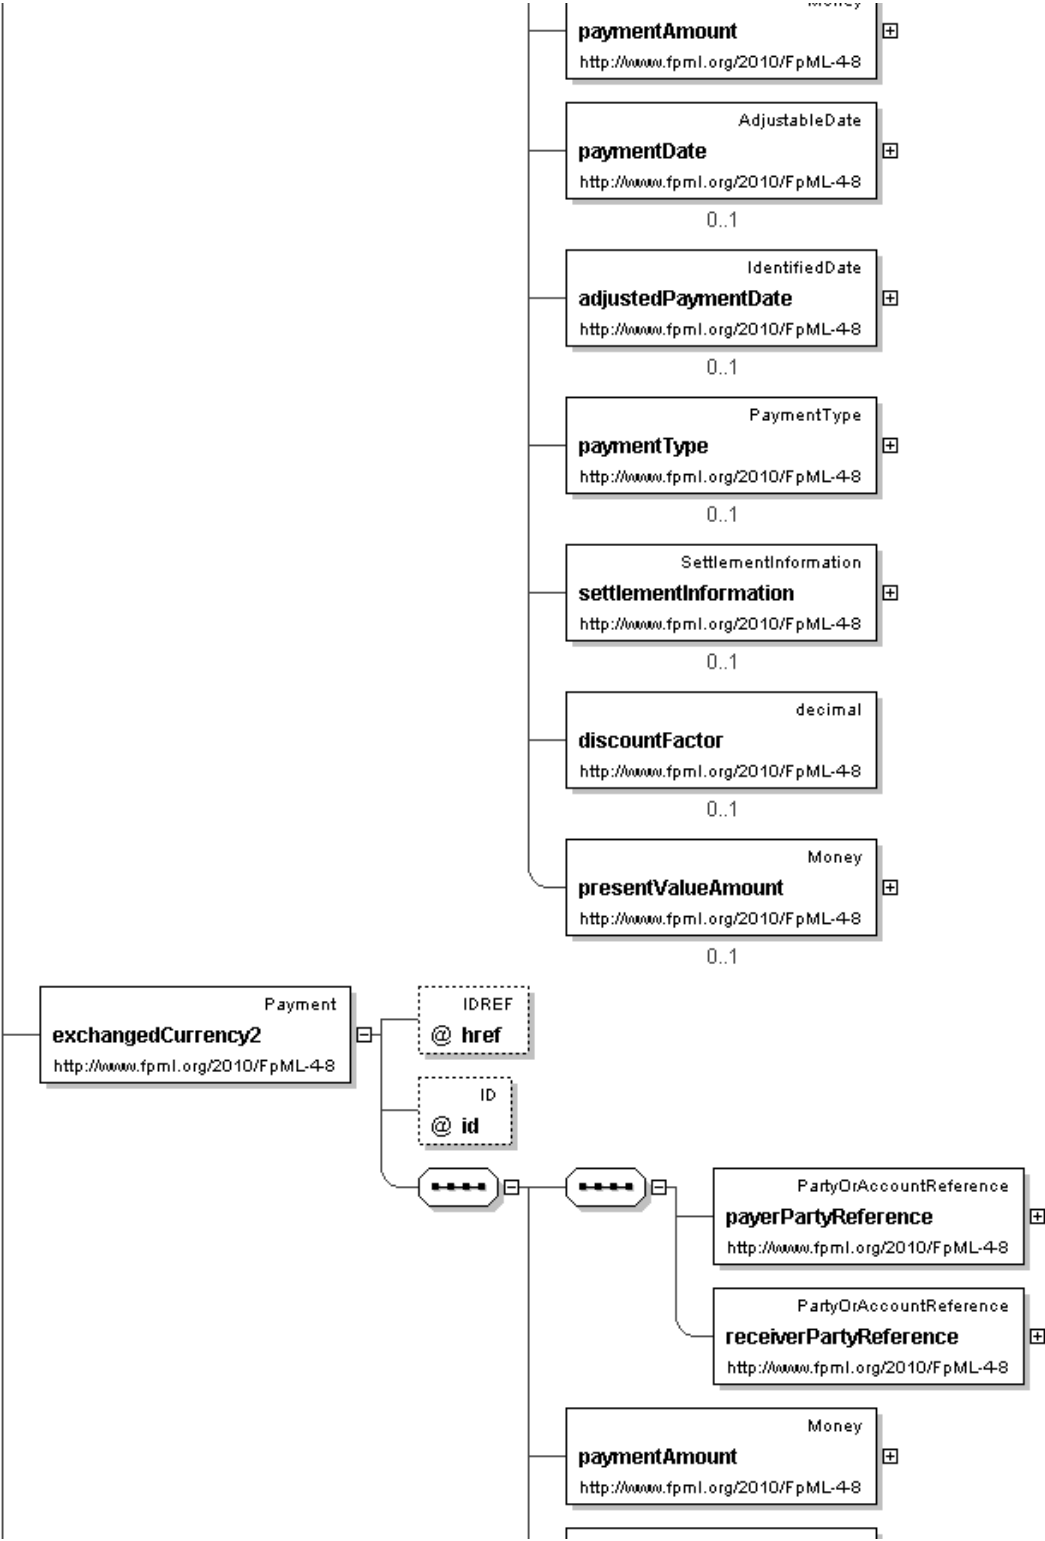 paymentAmount
http://www.fpml.org/2010/FpML-4-8
AdjustableDate
paymentDate
http://www.fpml.org/2010/FpML-4-8
0..1
IdentifiedDate
adjustedPaymentDate
http://www.fpml.org/2010/FpML-4-8
0..1
PaymentType
paymentType
http://www.fpml.org/2010/FpML-4-8
0..1
SettlementInformation
settlementInformation
http://www.fpml.org/2010/FpML-4-8
0..1
decimal
discountFactor
http://www.fpml.org/2010/FpML-4-8
0..1
Money
presentValueAmount
http://www.fpml.org/2010/FpML-4-8
0..1
Payment
exchangedCurrency2
http://www.fpml.org/2010/FpML-4-8
IDREF
@ href
ID
@ id
PartyOrAccountReference
payerPartyReference
http://www.fpml.org/2010/FpML-4-8
PartyOrAccountReference
receiverPartyReference
http://www.fpml.org/2010/FpML-4-8
Money
paymentAmount
http://www.fpml.org/2010/FpML-4-8